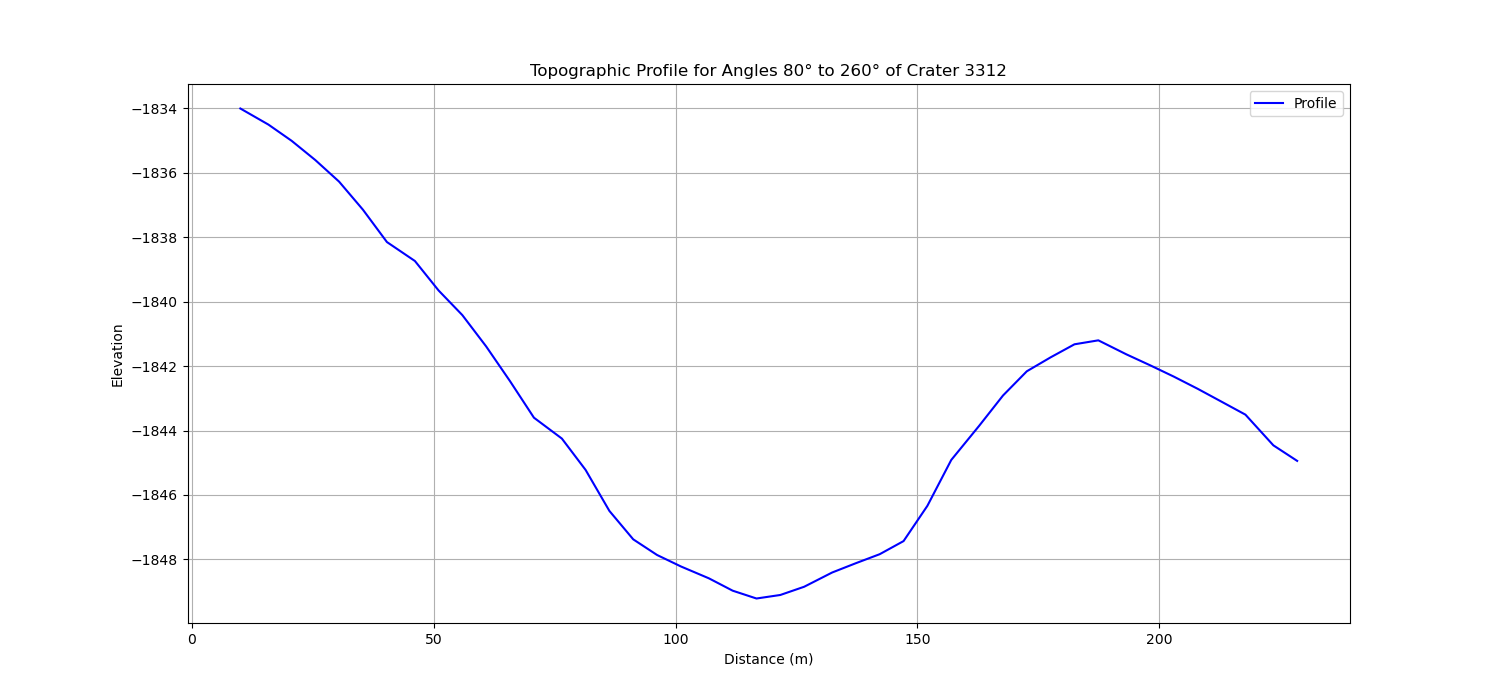 Topographic Profile for Angles 80° to 260° of Crater 3312
Profile
−1834
−1836
−1838
−1840
−1842
−1844
−1846
−1848
Elevation
0 50 100 150 200
Distance (m)